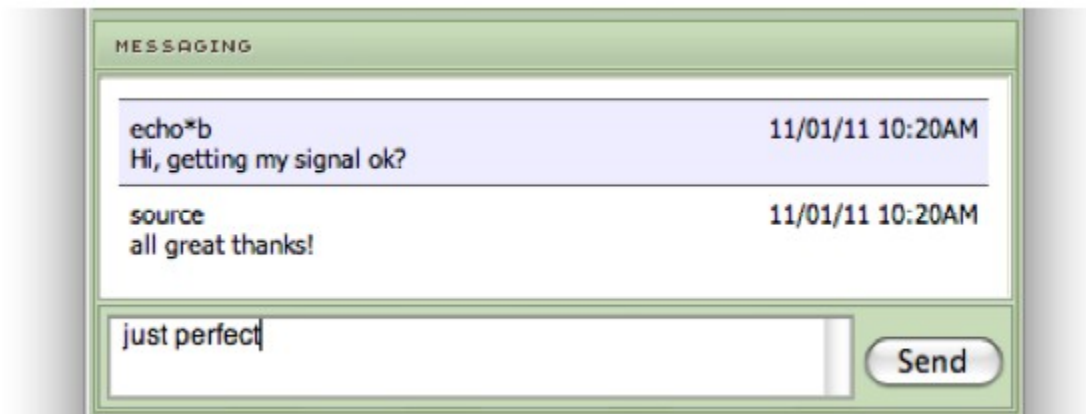 MESSAGING
echo*b 11/01/11 10:20AM
Hi, getting my signal ok?
source 11/01/11 10:20AM
all great thanks!
just perfect
Send